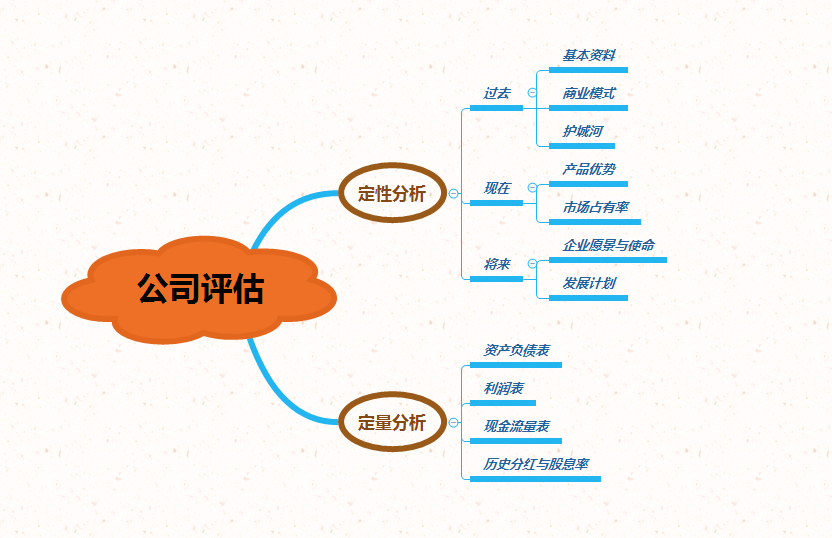 公司评估
定性分析
过去
基本资料
商业模式
护城河
现在
产品优势
市场占有率
将来
企业愿景与使命
发展计划
定量分析
资产负债表
利润表
现金流量表
历史分红与股息率